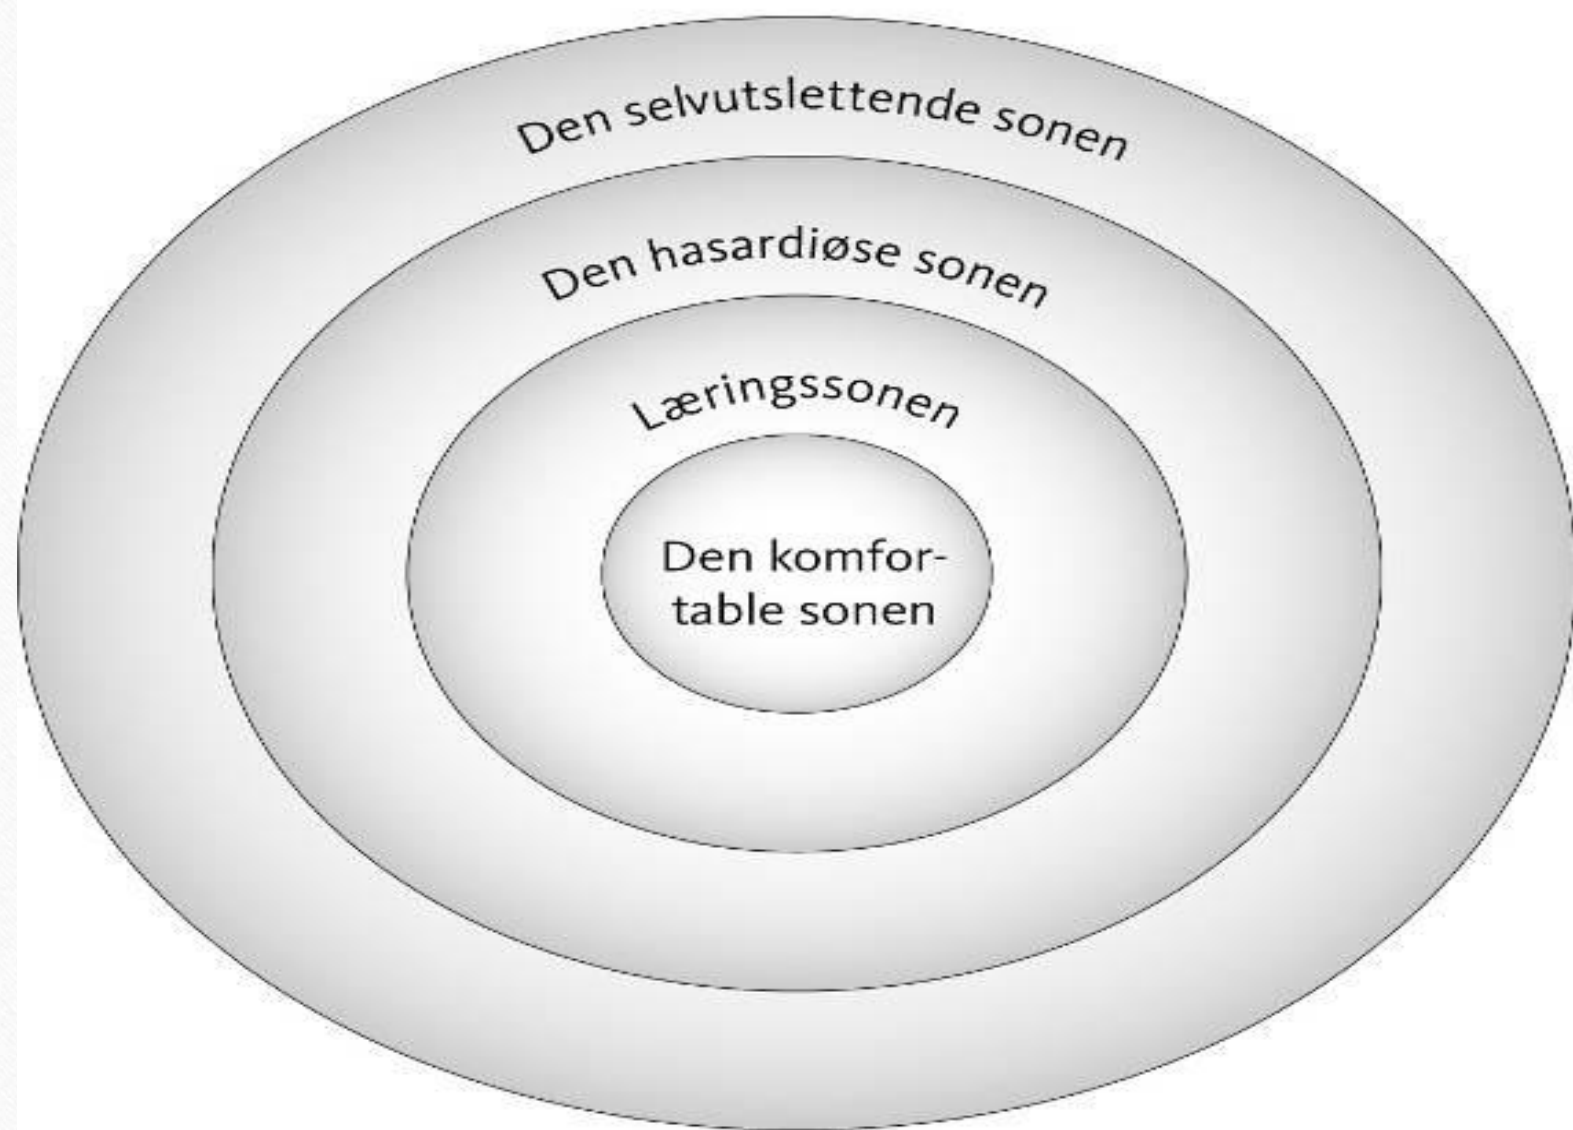 Den selvutslettende sonen
Den hasardiøse sonen
Læringssonen
Den komfor-
table sonen